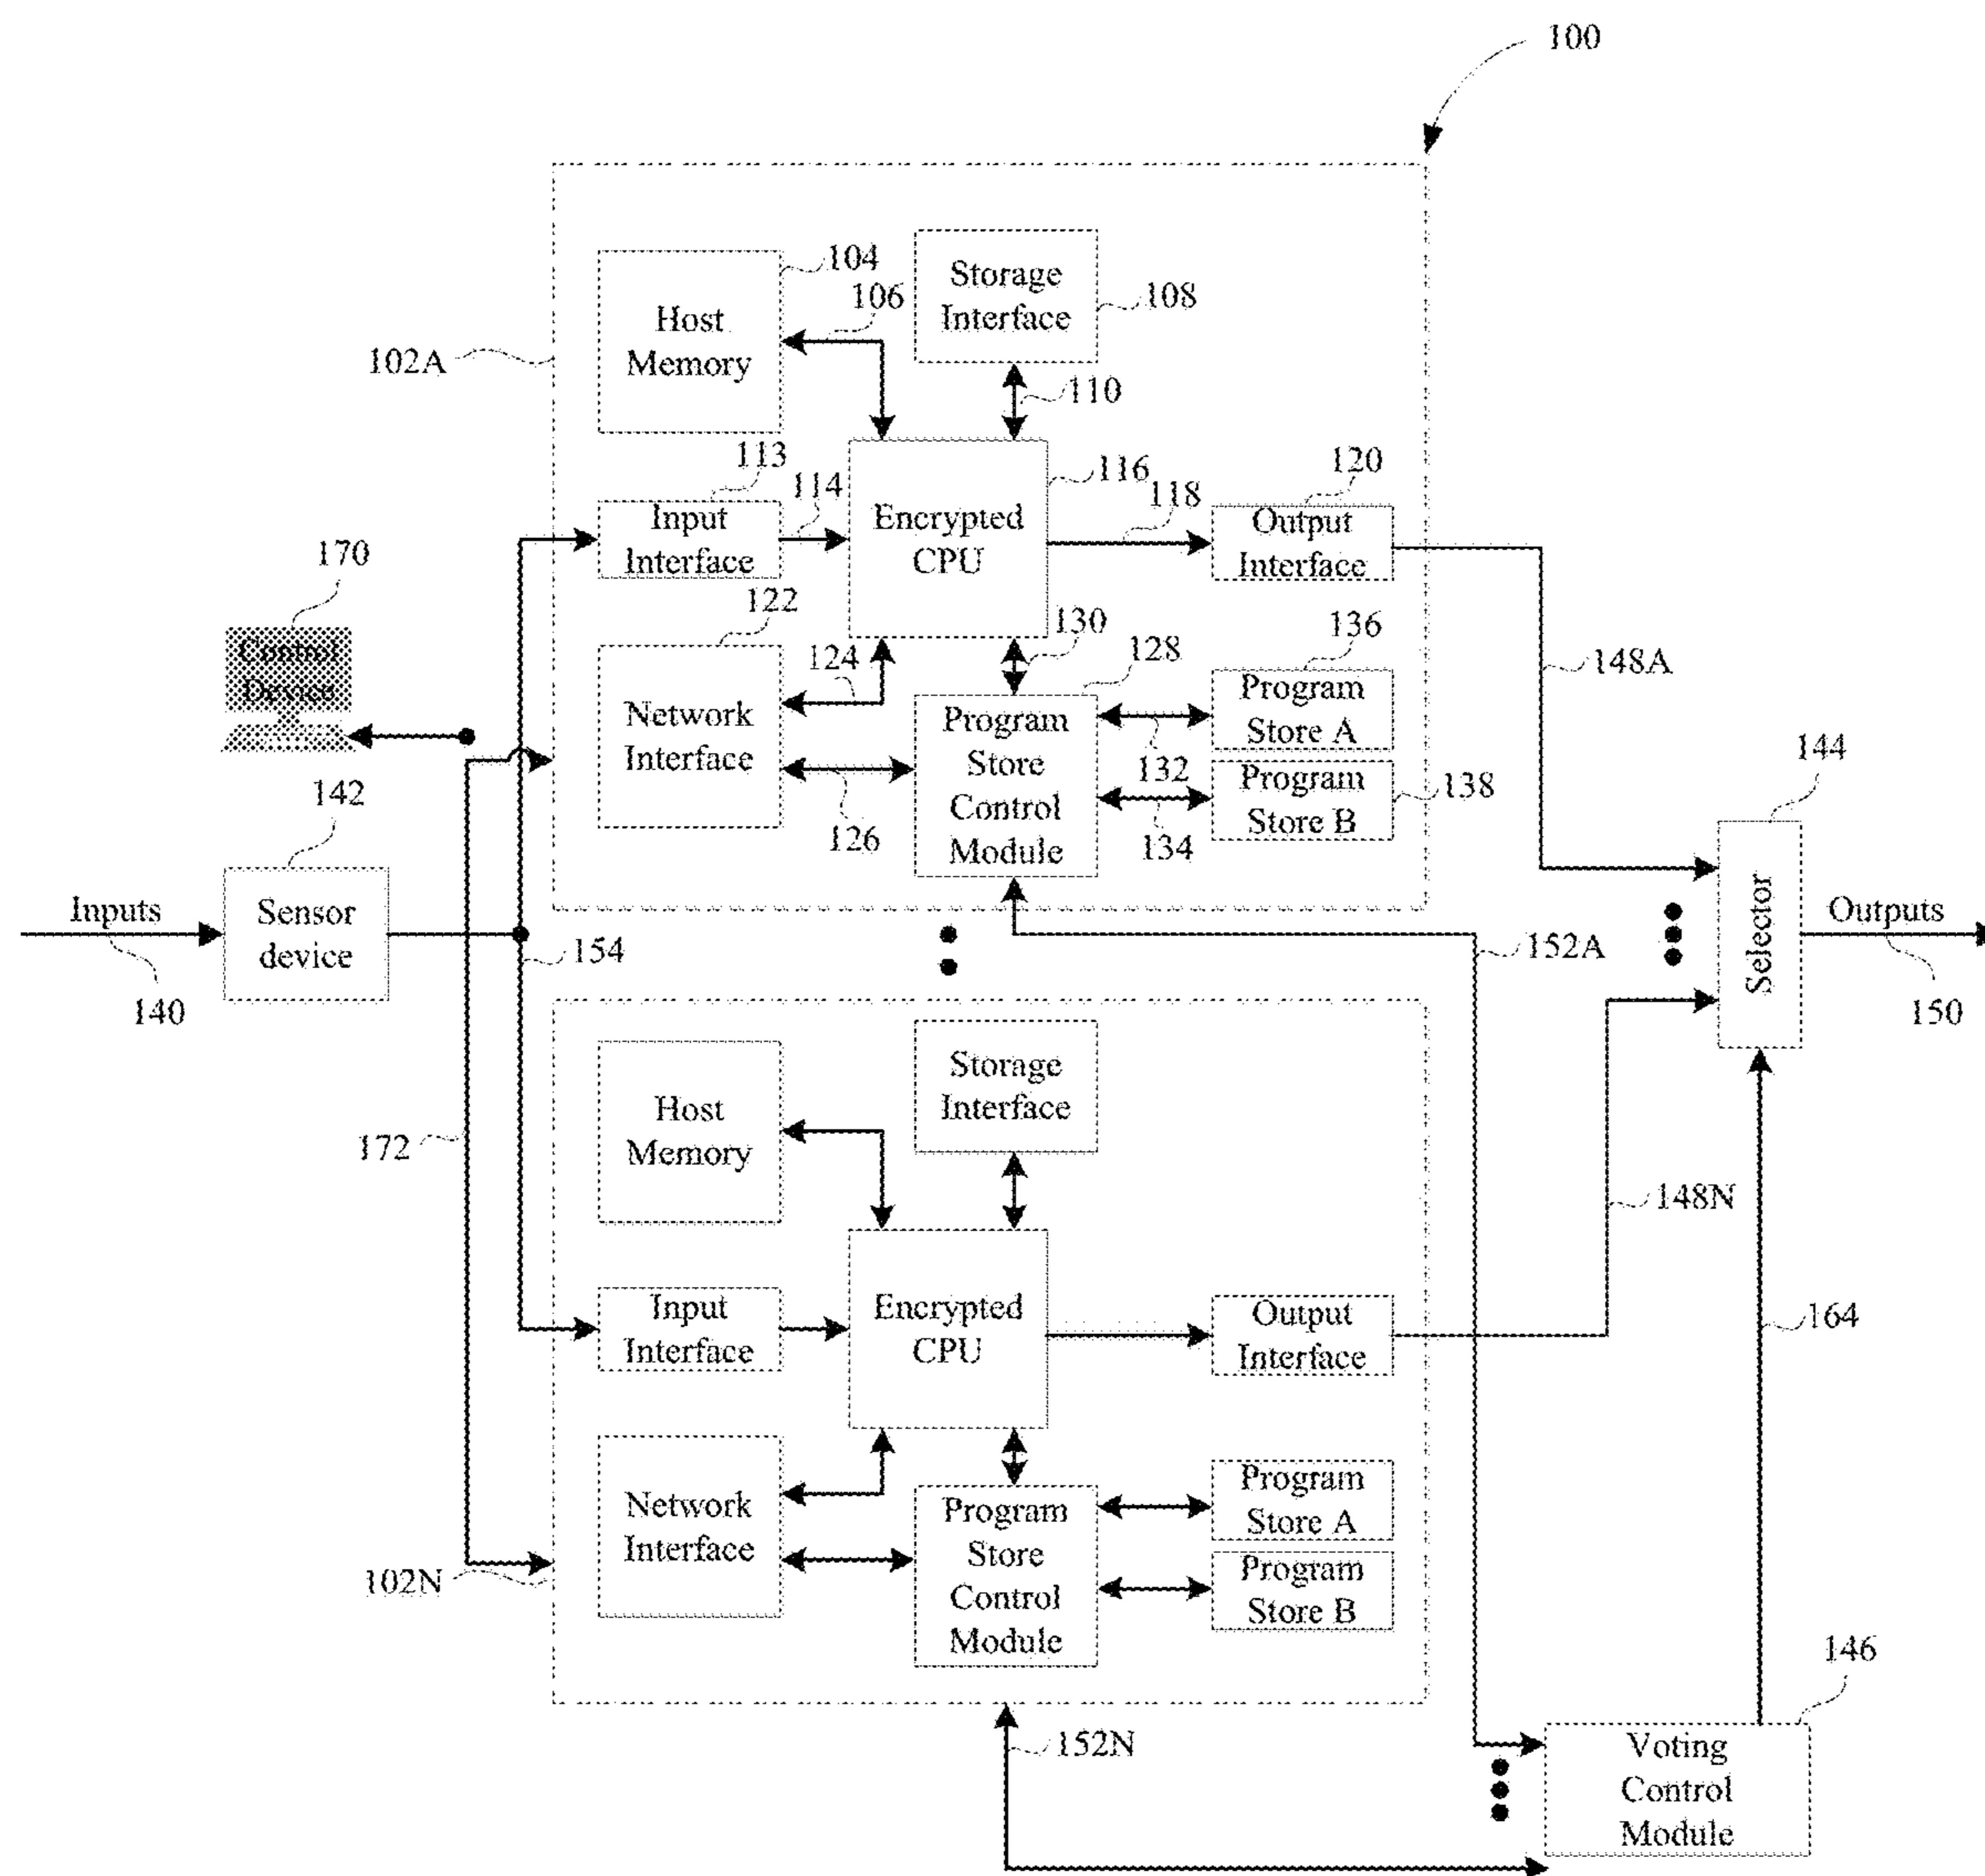 100
104
Storage
Interface
106
108
Host
Memory
102A
110
113
114
116
118
120
Input
Interface
Encrypted
CPU
Output
Interface
170
Control
Device
122
124
130
128
136
148A
Network
Interface
Program
Store
Control
Module
Program
Store A
132
Program
Store B
138
126
134
142
144
Inputs
140
Sensor
device
154
152A
Selector
Outputs
150
Storage
Interface
Host
Memory
172
148N
Input
Interface
Encrypted
CPU
Output
Interface
164
Network
Interface
Program
Store
Control
Module
Program
Store A
Program
Store B
102N
146
152N
Voting
Control
Module